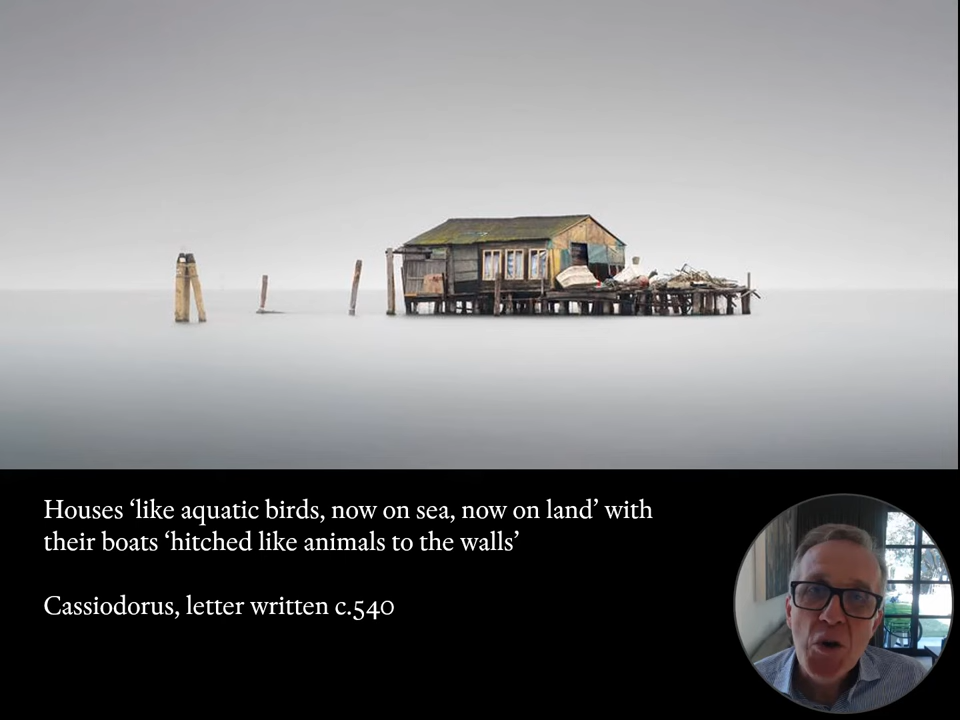 Houses ‘like aquatic birds, now on sea, now on land’ with
their boats ‘hitched like animals to the walls’
Cassiodorus, letter written c.540